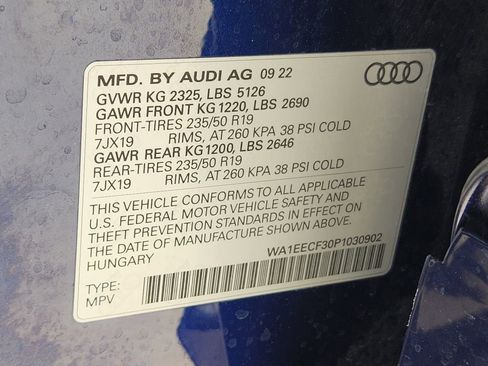 MFD. BY AUDI AG 09 22
GVWR KG 2325, LBS 5126
GAWR FRONT KG1220, LBS 2690
FRONT-TIRES 235/50 R19
7JX19 RIMS, AT 260 KPA 38 PSI COLD
GAWR REAR KG1200, LBS 2646
REAR-TIRES 235/50 R19
7JX19 RIMS, AT 260 KPA 38 PSI COLD
THIS VEHICLE CONFORMS TO ALL APPLICABLE
U.S. FEDERAL MOTOR VEHICLE SAFETY AND
THEFT PREVENTION STANDARDS IN EFFECT ON
THE DATE OF MANUFACTURE SHOWN ABOVE.
HUNGARY
WA1EECF30P1030902
TYPE:
MPV